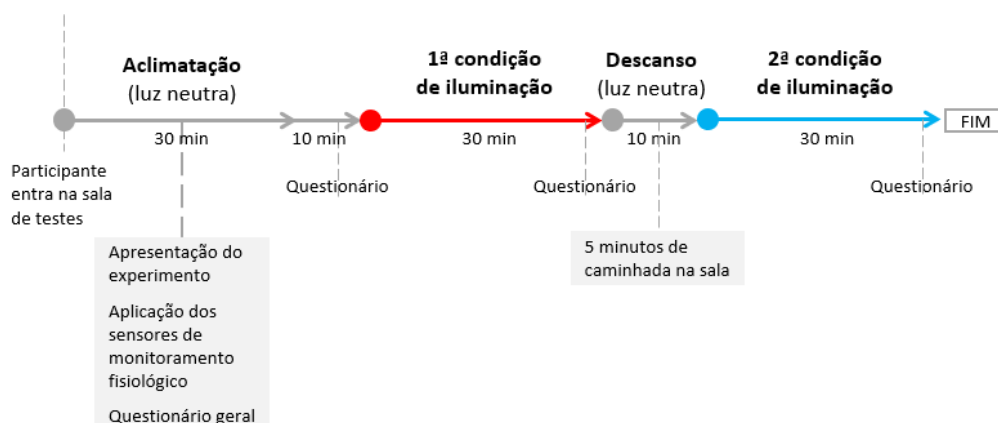 Aclimatação
(luz neutra)
1ª condição
de iluminação
Descanso
(luz neutra)
2ª condição
de iluminação
FIM
30 min
10 min
30 min
10 min
30 min
Participante
entra na sala
de testes
Questionário
Questionário
Questionário
Apresentação do
experimento
Aplicação dos
sensores de
monitoramento
fisiológico
Questionário geral
5 minutos de
caminhada na sala